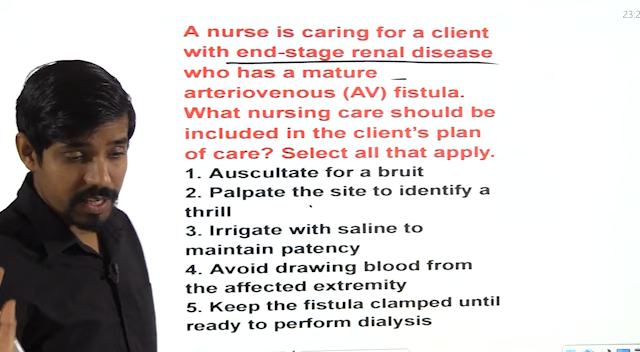 23:2
A nurse is caring for a client
with end-stage renal disease
who has a mature
arteriovenous (AV) fistula.
What nursing care should be
included in the client's plan
of care? Select all that apply.
1. Auscultate for a bruit
2. Palpate the site to identify a
thrill
3. Irrigate with saline to
maintain patency
4. Avoid drawing blood from
the affected extremity
5. Keep the fistula clamped until
ready to perform dialysis